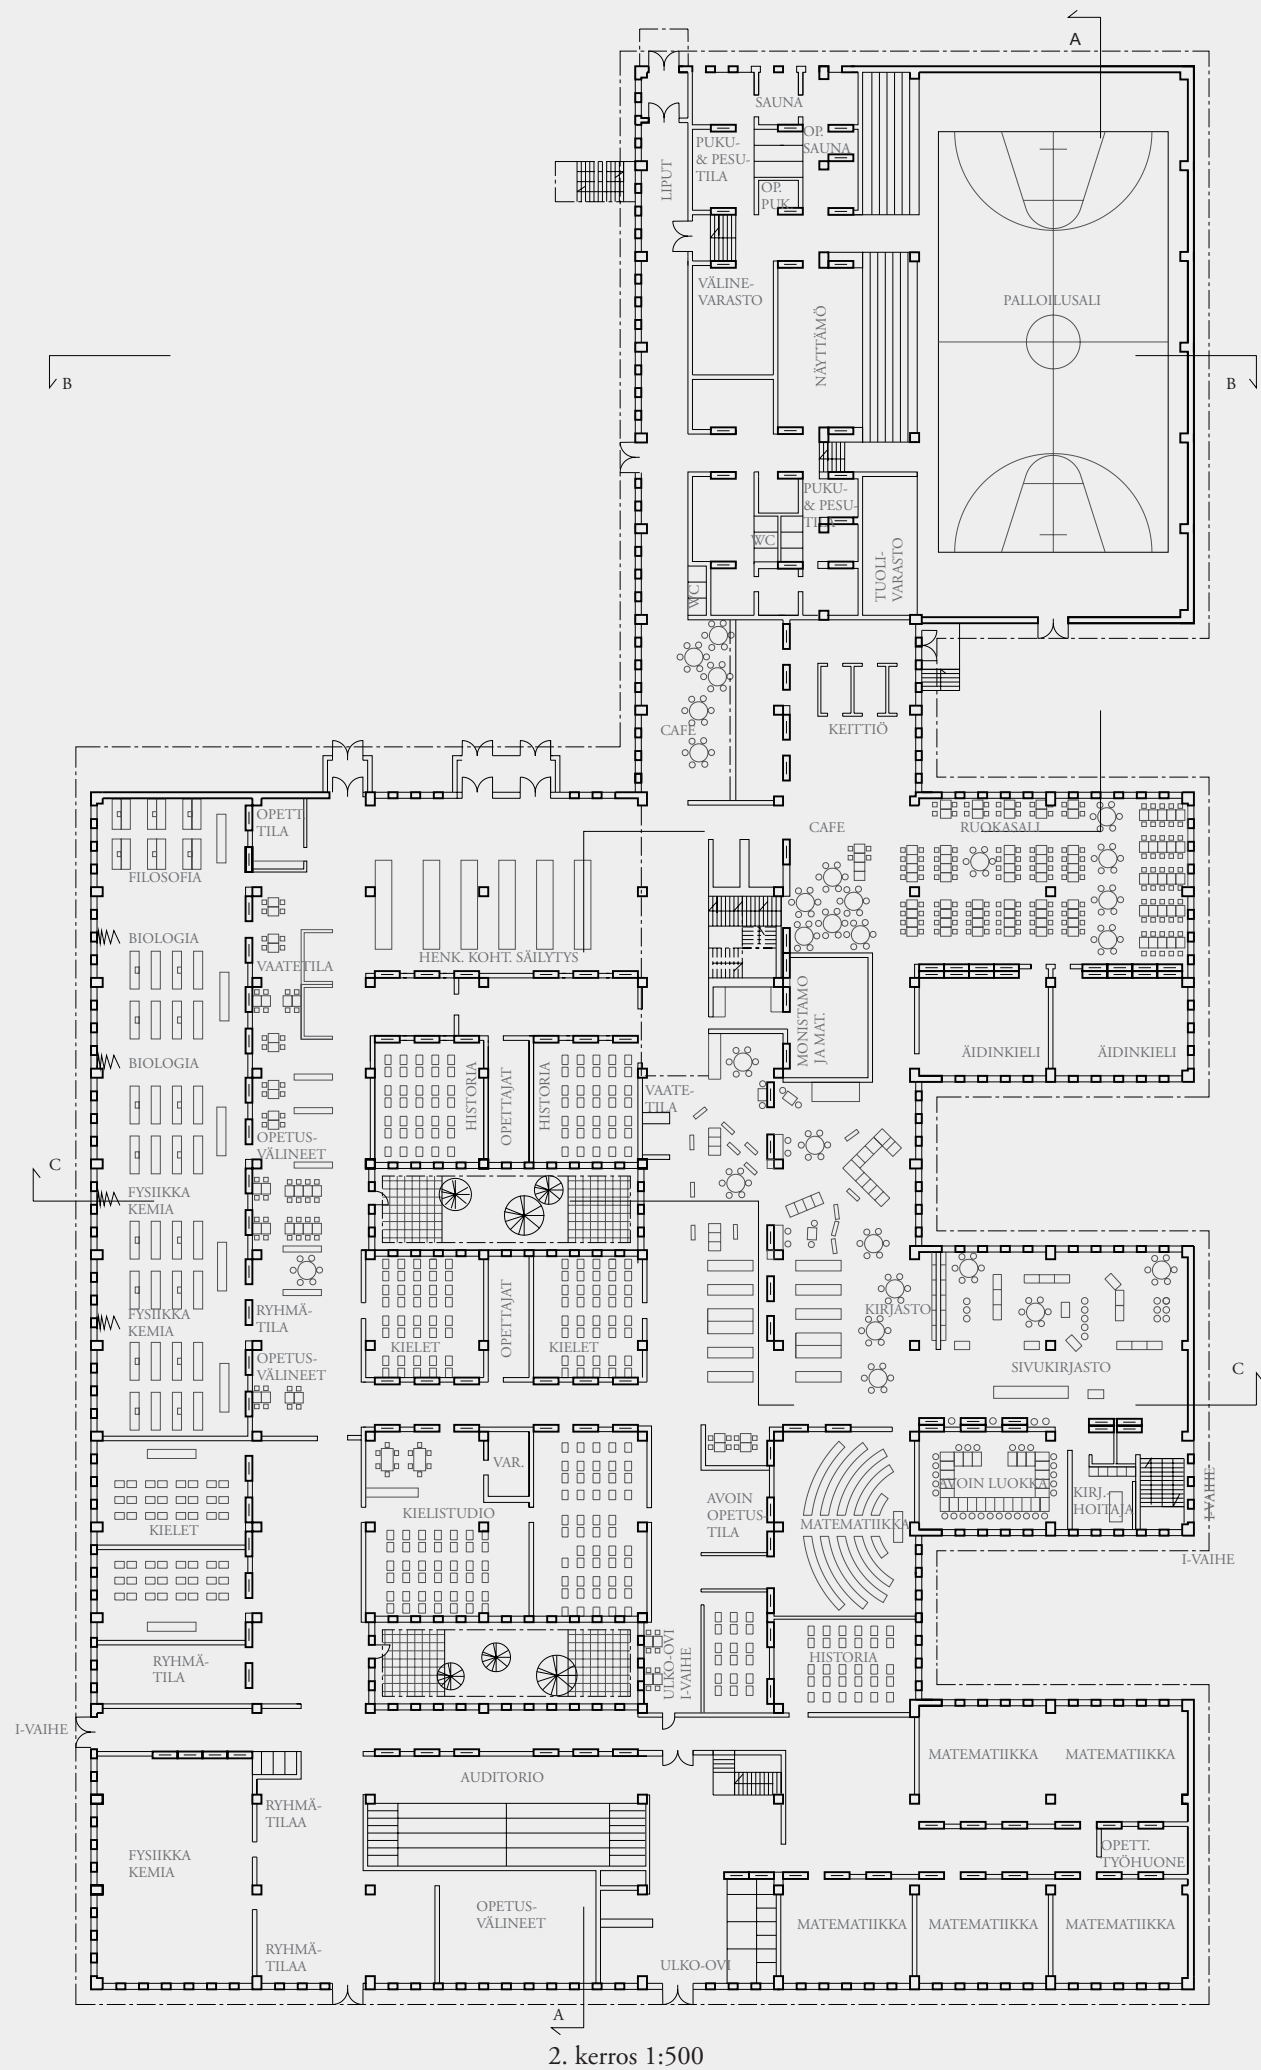 A
SAUNA
PUKU-
& PESU-
TILA
OP.
SAUNA
OP.
PUK.
LIPUT
VÄLINE-
VARASTO
NÄYTTÄMÖ
PALLOILUSALI
B
B
PUKU-
& PESU-
TILA
WC
WC
TUOLI-
VARASTO
CAFE
KEITTIÖ
OPETT.
TILA
CAFE
RUOKASALI
FILOSOFIA
BIOLOGIA
HENK. KOHT. SÄILYTYS
VAATETILA
MONISTAMO
JA MAT.
ÄIDINKIELI
ÄIDINKIELI
BIOLOGIA
HISTORIA
OPETTAJAT
HISTORIA
VAATE-
TILA
OPETUS-
VÄLINEET
C
FYSIIKKA
KEMIA
FYSIIKKA
KEMIA
RYHMÄ-
TILA
OPETTAJAT
KIELET
KIELET
KIRJASTO
OPETUS-
VÄLINEET
SIVUKIRJASTO
C
VAR.
KIELISTUDIO
KIELET
AVOIN
OPETUS-
TILA
MATEMATIIKKA
AVOIN LUOKKA
KIRJ.-
HOITAJA
I-VAIHE
I-VAIHE
RYHMÄ-
TILA
ULKO-OVI
I-VAIHE
HISTORIA
I-VAIHE
AUDITORIO
MATEMATIIKKA
MATEMATIIKKA
RYHMÄ-
TILAA
FYSIIKKA
KEMIA
OPETT.
TYÖHUONE
OPETUS-
VÄLINEET
MATEMATIIKKA
MATEMATIIKKA
MATEMATIIKKA
RYHMÄ-
TILAA
ULKO-OVI
A
2. kerros 1:500